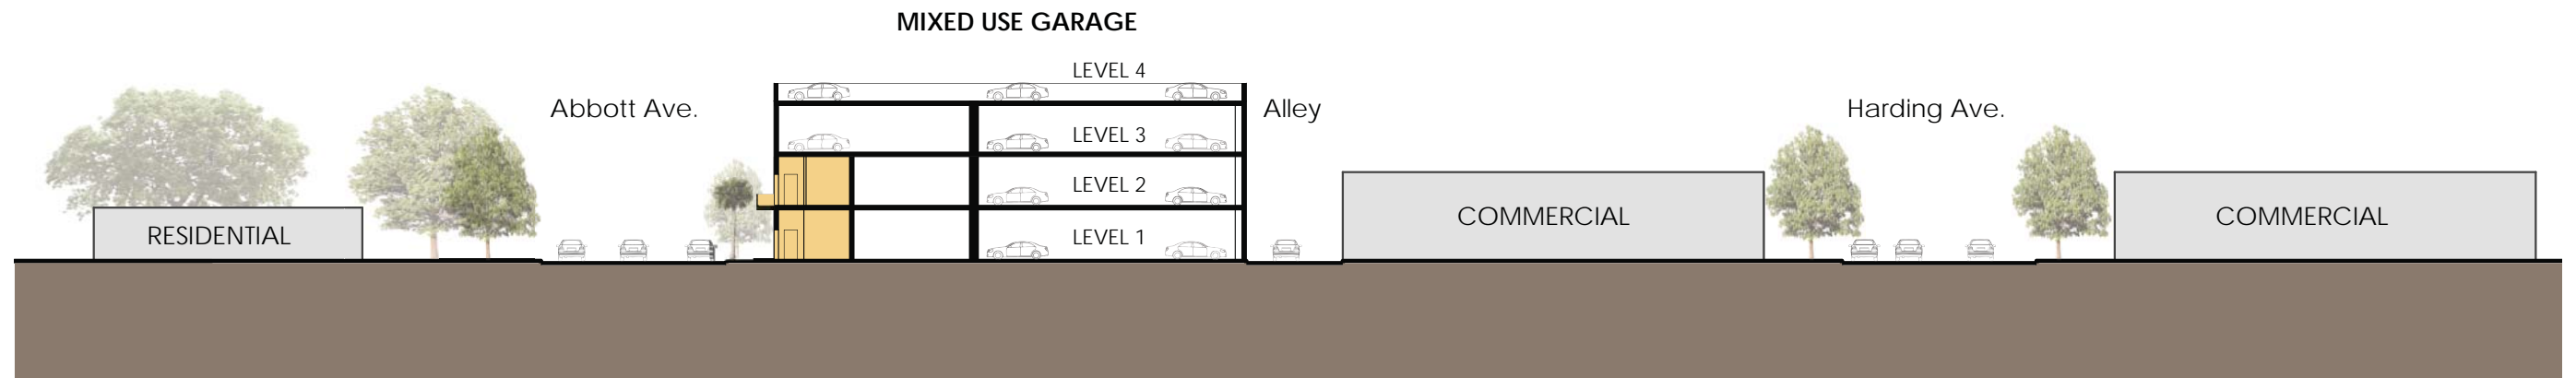 MIXED USE GARAGE
LEVEL 4
Abbott Ave.
Alley
Harding Ave.
LEVEL 3
LEVEL 2
COMMERCIAL
COMMERCIAL
RESIDENTIAL
LEVEL 1